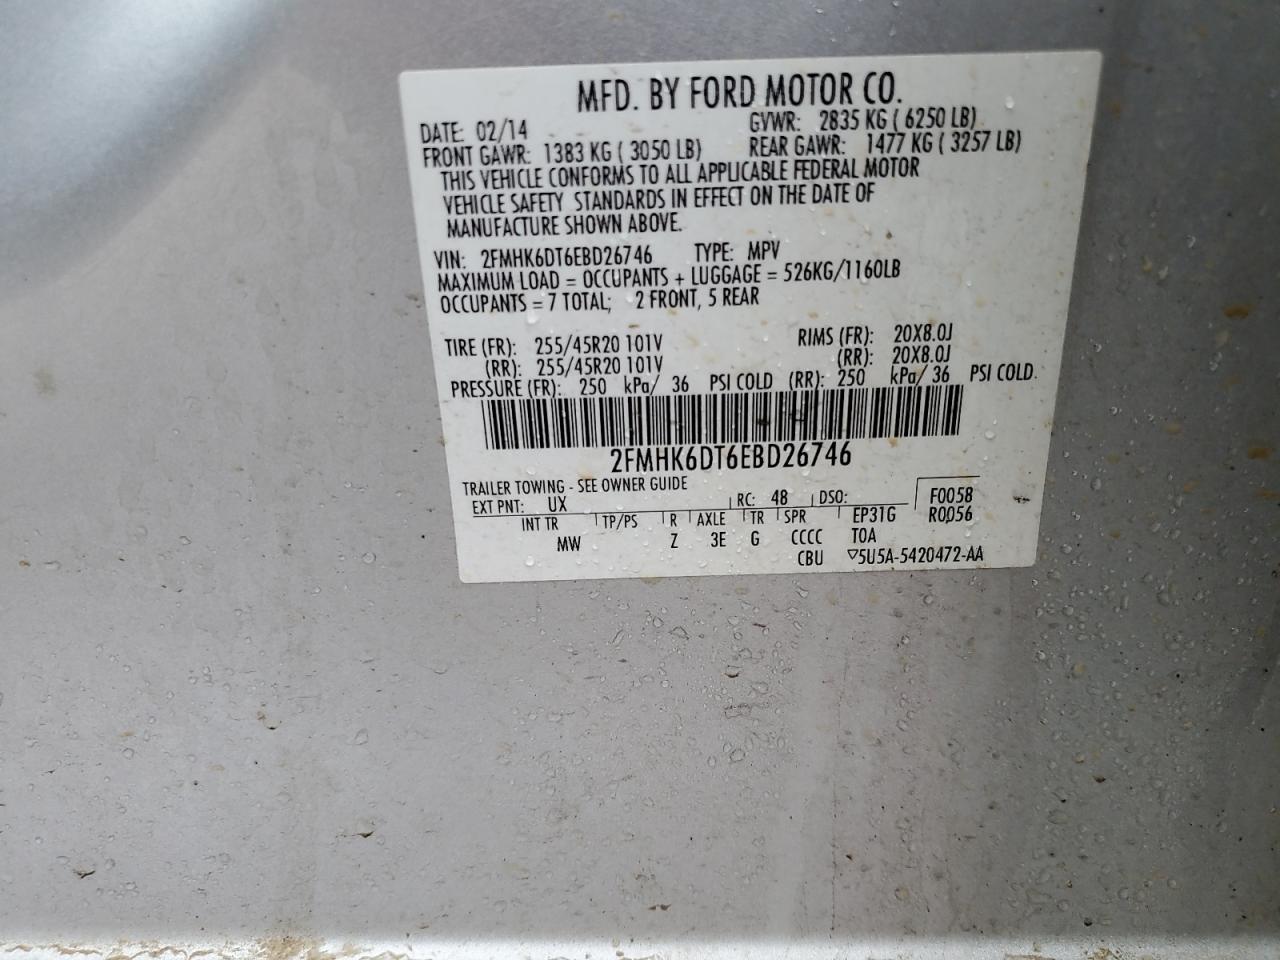 MFD. BY FORD MOTOR CO.
DATE: 02/14 GVWR: 2835 KG ( 6250 LB)
FRONT GAWR: 1383 KG ( 3050 LB) REAR GAWR: 1477 KG ( 3257 LB)
THIS VEHICLE CONFORMS TO ALL APPLICABLE FEDERAL MOTOR
VEHICLE SAFETY STANDARDS IN EFFECT ON THE DATE OF
MANUFACTURE SHOWN ABOVE.
VIN: 2FMHK6DT6EBD26746 TYPE: MPV
MAXIMUM LOAD = OCCUPANTS + LUGGAGE = 526KG/1160LB
OCCUPANTS = 7 TOTAL; 2 FRONT, 5 REAR
TIRE (FR): 255/45R20 101V RIMS (FR): 20X8.0J
(RR): 255/45R20 101V (RR): 20X8.0J
PRESSURE (FR): 250 kPa/ 36 PSI COLD (RR): 250 kPa/ 36 PSI COLD
2FMHK6DT6EBD26746
TRAILER TOWING - SEE OWNER GUIDE
EXT PNT: UX RC: 48 DSO: F0058
INT TR TP/PS R AXLE TR SPR EP31G R0056
MW Z 3E G CCCC TOA
CBU ▽5U5A-5420472-AA